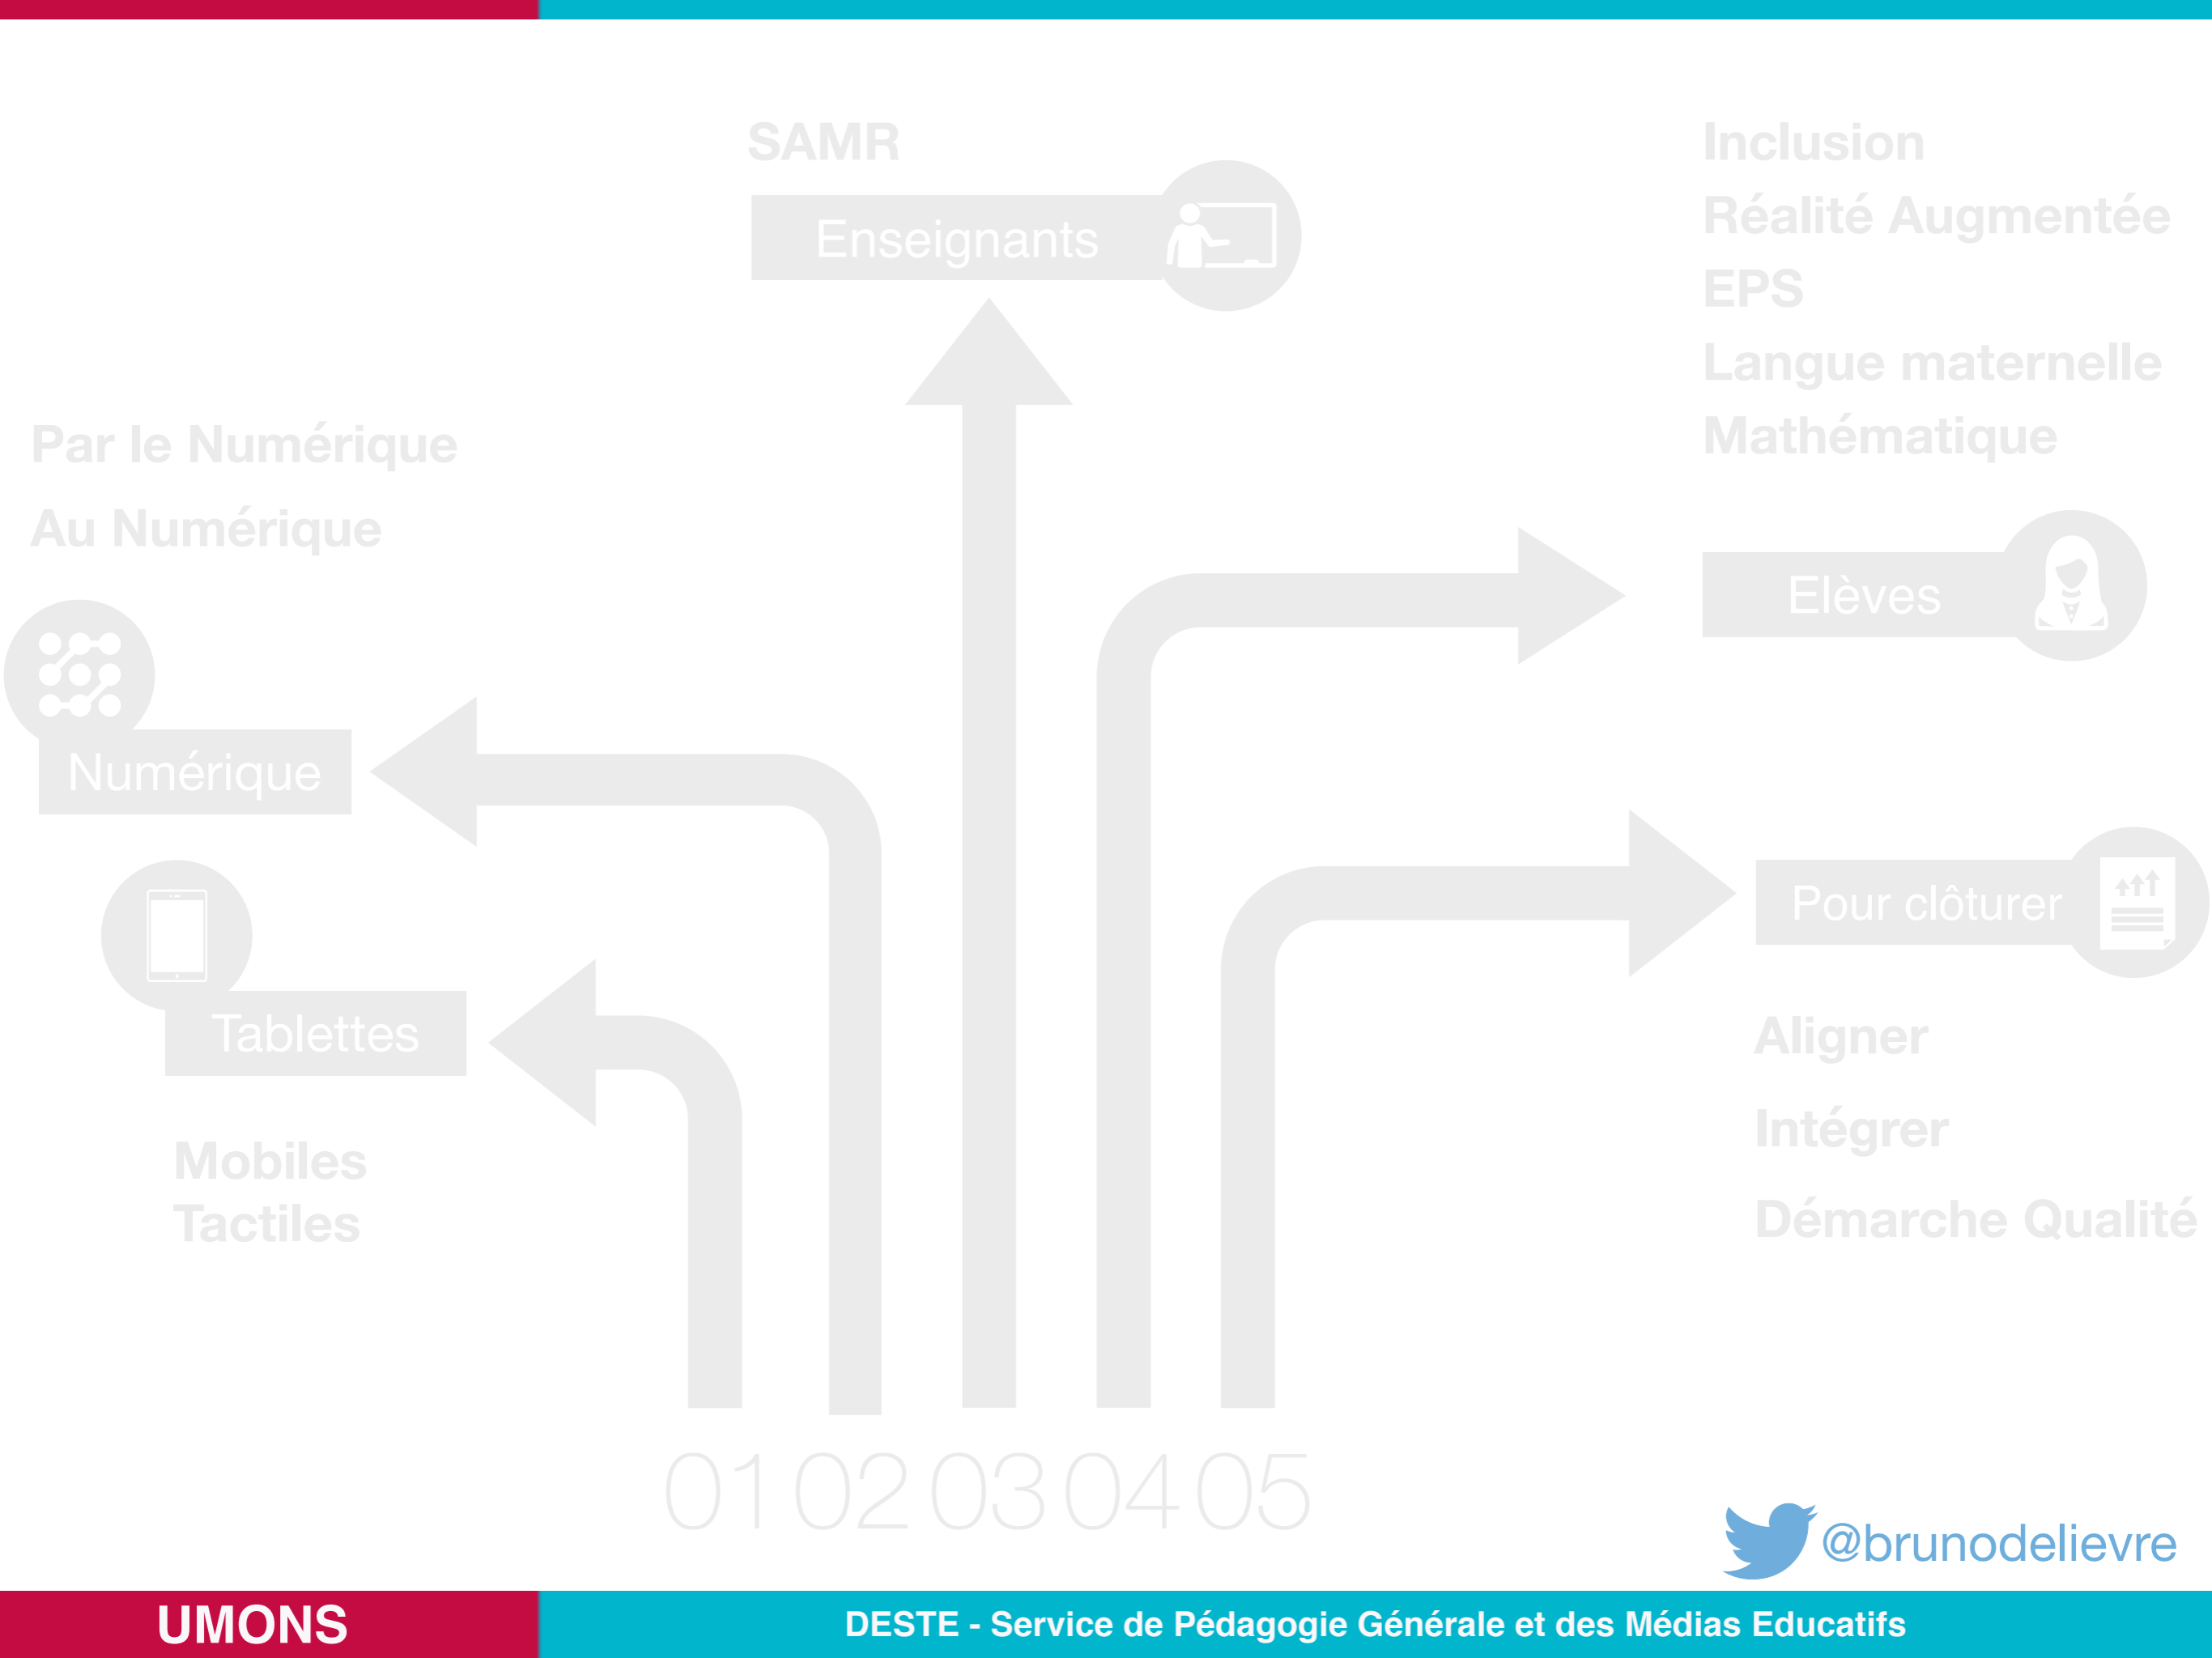 SAMR
Enseignants
Inclusion
Réalité Augmentée
EPS
Langue maternelle
Mathématique
Elèves
Par le Numérique
Au Numérique
Numérique
Tablettes
Mobiles
Tactiles
Pour clôturer
Aligner
Intégrer
Démarche Qualité
01 02 03 04 05
@brunodelievre
UMONS
DESTE - Service de Pédagogie Générale et des Médias Educatifs